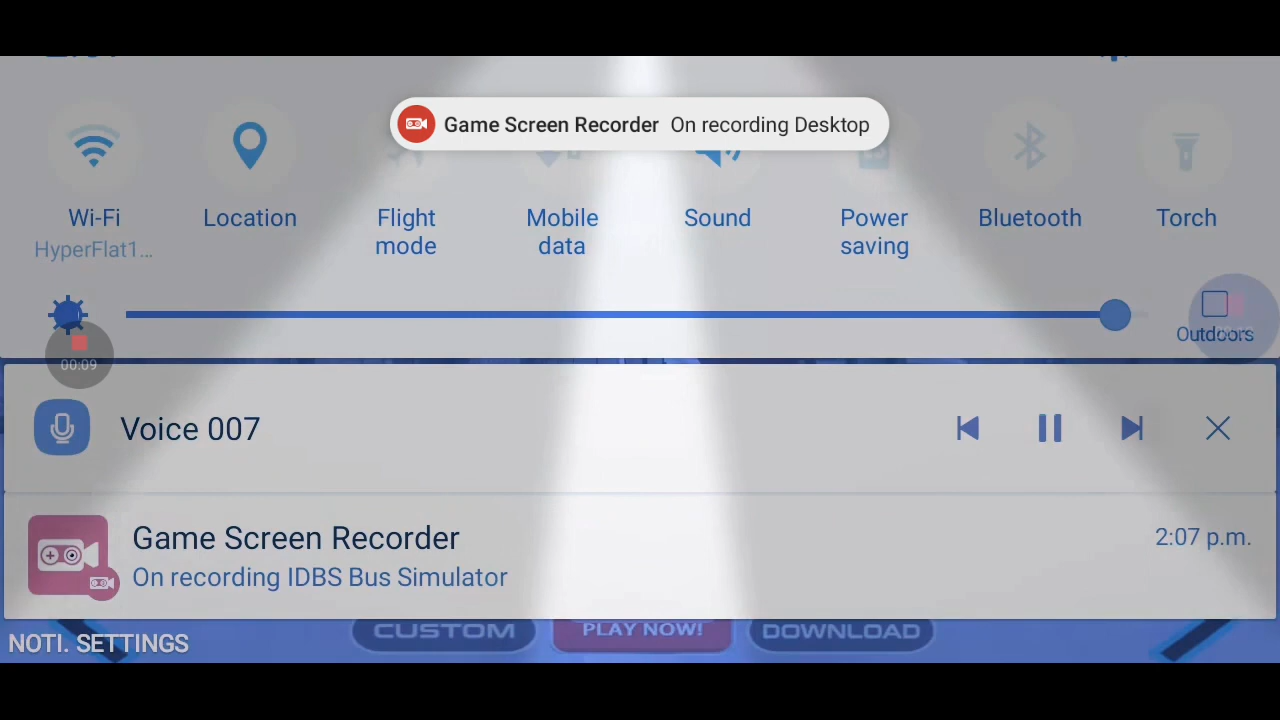 Game Screen Recorder On recording Desktop
Wi-Fi
HyperFlat1...
Location
Flight
mode
Mobile
data
Sound
Power
saving
Bluetooth
Torch
Outdoors
00:09
Voice 007
Game Screen Recorder
2:07 p.m.
On recording IDBS Bus Simulator
CUSTOM
PLAY NOW!
DOWNLOAD
NOTI. SETTINGS